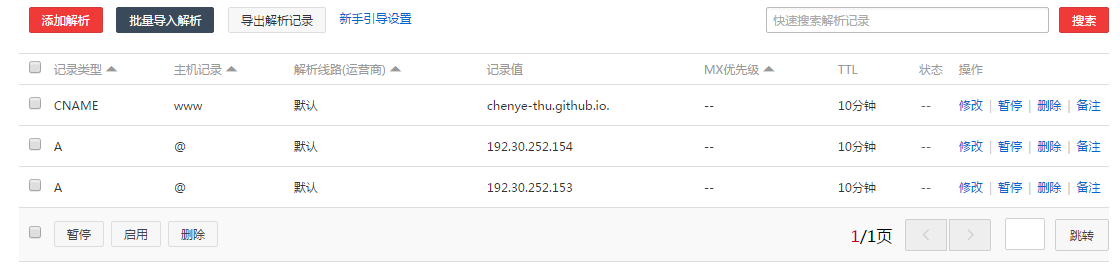 添加解析 批量导入解析 导出解析记录 新手引导设置 快速搜索解析记录 搜索
记录类型 主机记录 解析线路(运营商) 记录值 MX优先级 TTL 状态 操作
CNAME www 默认 chenye-thu.github.io. -- 10分钟 -- 修改 | 暂停 | 删除 | 备注
A @ 默认 192.30.252.154 -- 10分钟 -- 修改 | 暂停 | 删除 | 备注
A @ 默认 192.30.252.153 -- 10分钟 -- 修改 | 暂停 | 删除 | 备注
暂停 启用 删除 1/1页 跳转